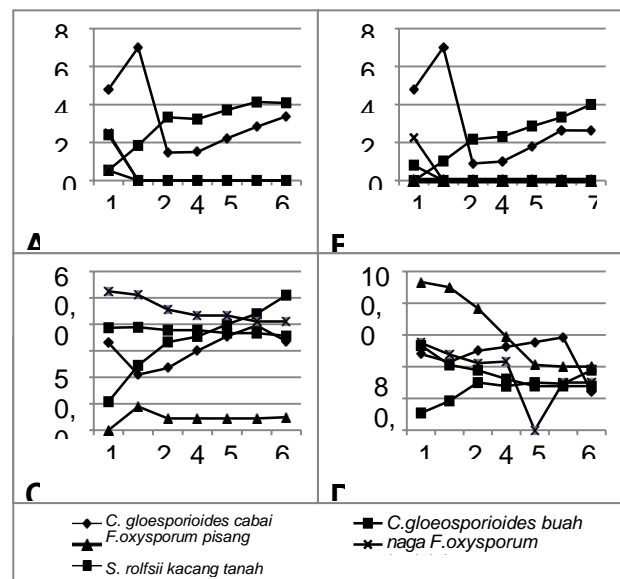 8
6
4
2
0
1 2 4 5 6
A
8
6
4
2
0
1 2 4 5 7
6
0,
0
5
0,
0
1 2 4 5 6
C
10
0,
0
8
0,
1 2 4 5 6
D
C. gloesporioides cabai
C.gloeosporioides buah
F.oxysporum pisang
naga F.oxysporum
S. rolfsii kacang tanah